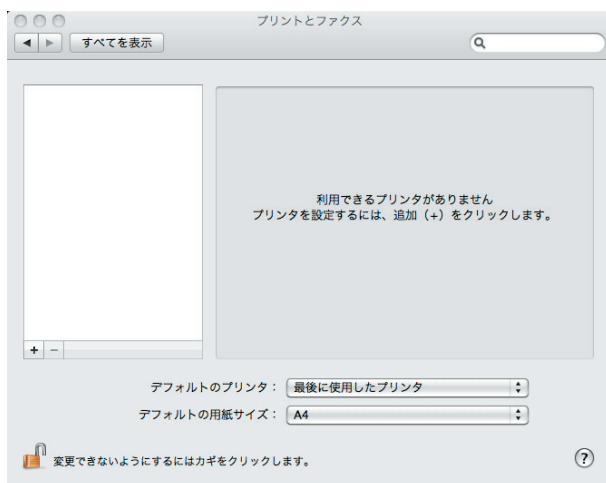 プリントとファクス
すべてを表示
利用できるプリンタがありません
プリンタを設定するには、追加（+）をクリックします。
+ −
デフォルトのプリンタ： 最後に使用したプリンタ
デフォルトの用紙サイズ： A4
変更できないようにするにはカギをクリックします。
?